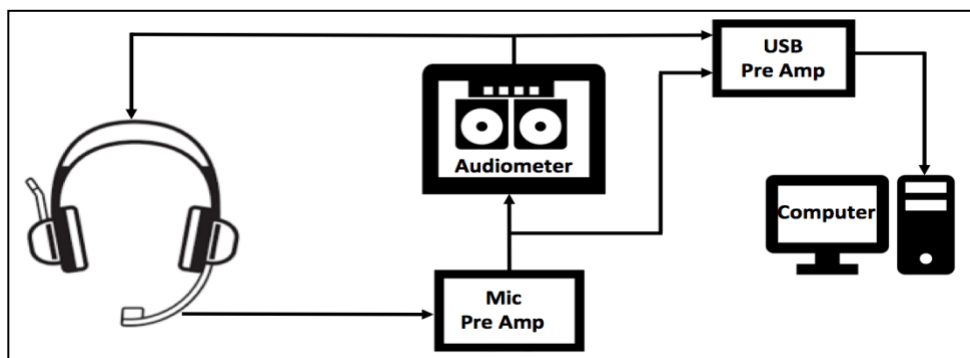 USB
Pre Amp
Audiometer
Computer
Mic
Pre Amp